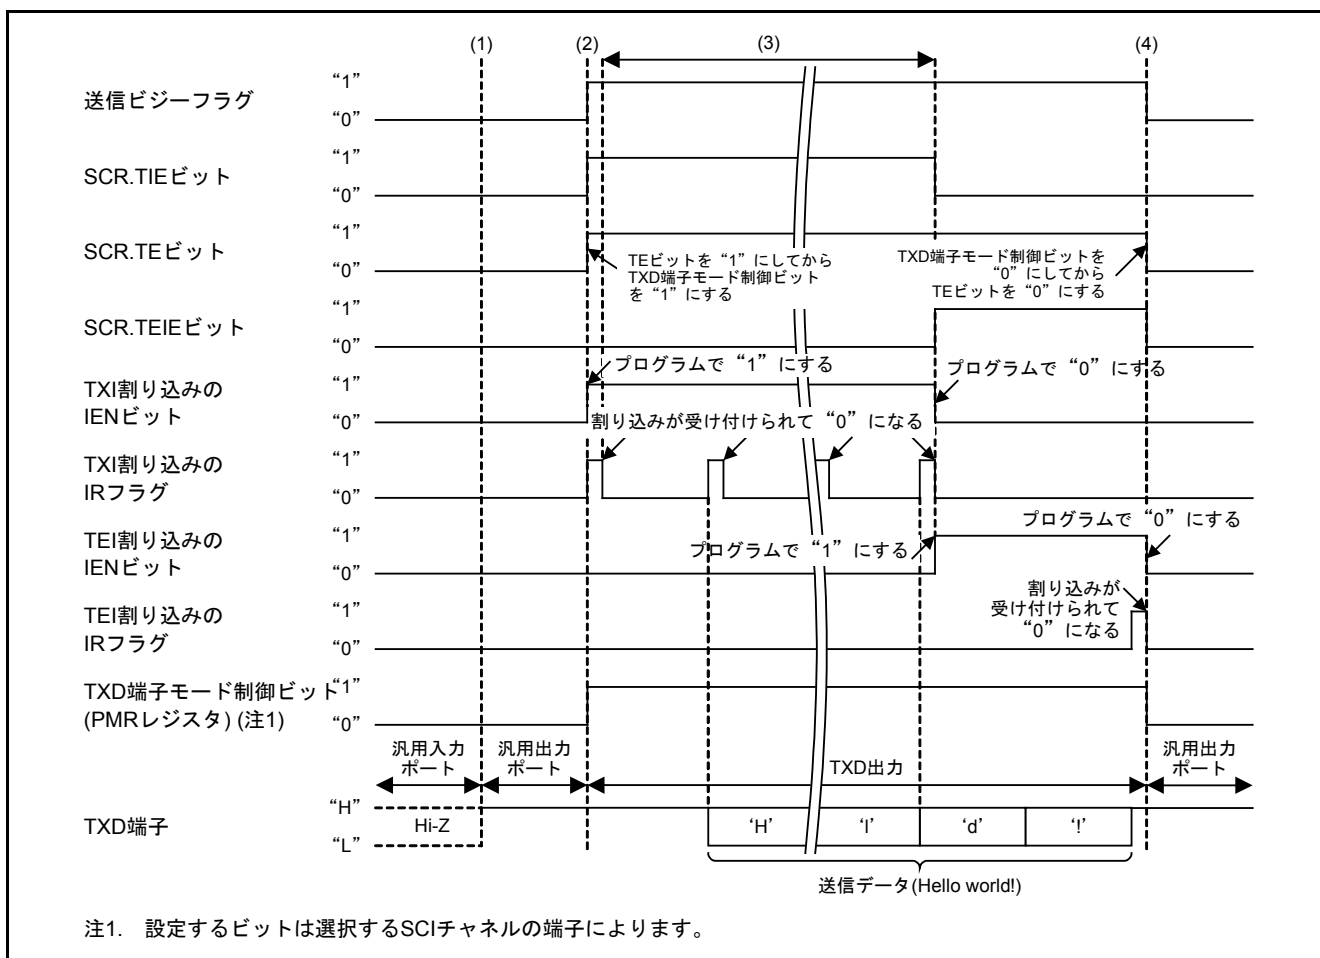 (1) (2) (3) (4)
送信ビジーフラグ
“1”
“0”
SCR.TIEビット
“1”
“0”
SCR.TEビット
“1”
“0”
TEビットを“1”にしてから
TXD端子モード制御ビット
を“1”にする
TXD端子モード制御ビットを
“0”にしてから
TEビットを“0”にする
SCR.TEIEビット
“1”
“0”
プログラムで“1”にする
プログラムで“0”にする
TXI割り込みの
IENビット
“1”
“0”
割り込みが受け付けられて“0”になる
TXI割り込みの
IRフラグ
“1”
“0”
プログラムで“0”にする
TEI割り込みの
IENビット
“1”
“0”
プログラムで“1”にする
割り込みが
受け付けられて
“0”になる
TEI割り込みの
IRフラグ
“1”
“0”
TXD端子モード制御ビット
(PMRレジスタ) (注1)
“1”
“0”
汎用入力
ポート
汎用出力
ポート
TXD出力
汎用出力
ポート
TXD端子
“H”
“L”
Hi-Z
‘H’ ‘l’ ‘d’ ‘!’
送信データ(Hello world!)
注1. 設定するビットは選択するSCIチャネルの端子によります。